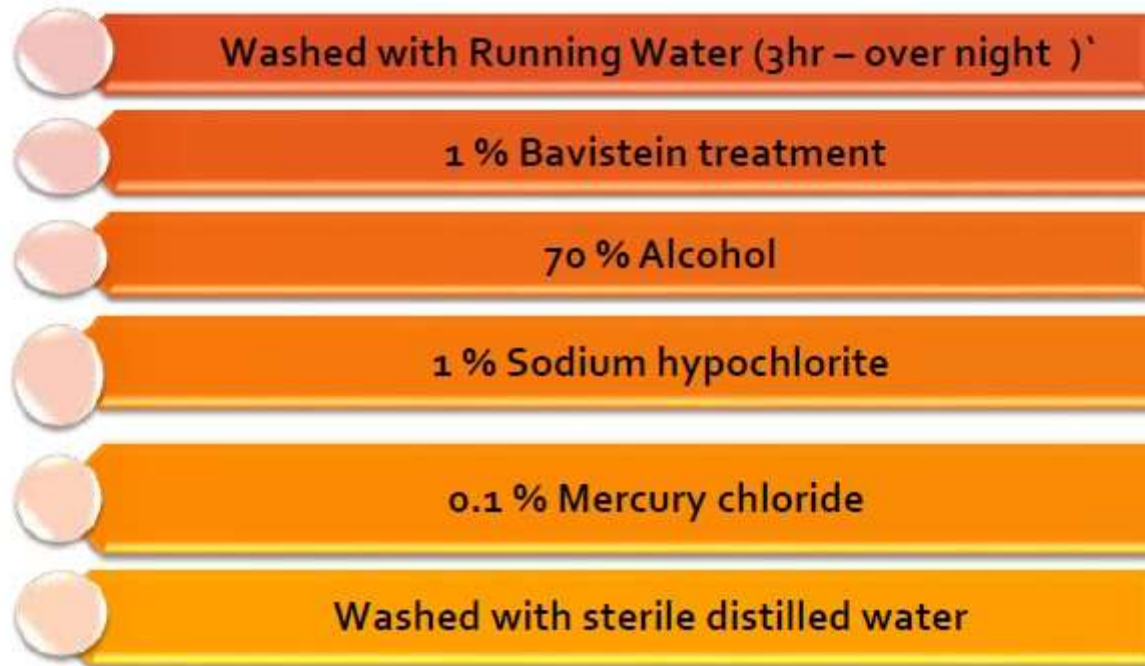 Washed with Running Water (3hr – over night  )`
1 % Bavistein treatment
70 % Alcohol
1 % Sodium hypochlorite
0.1 % Mercury chloride
Washed with sterile distilled water